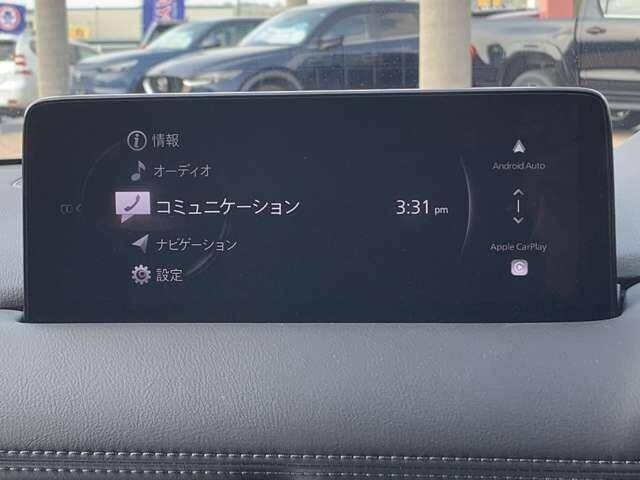 情報
オーディオ
コミュニケーション
ナビゲーション
設定
3:31 pm
Android Auto
Apple CarPlay